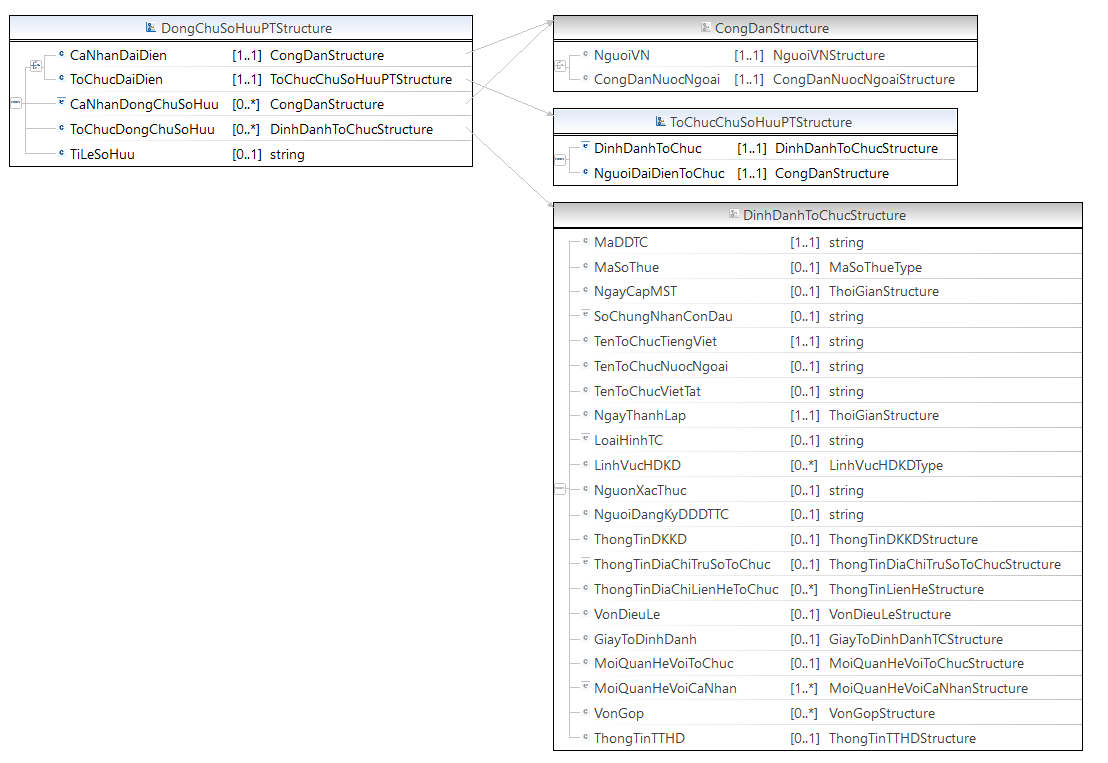 DongChuSoHuuPTStructure
CaNhanDaiDien [1..1] CongDanStructure
ToChucDaiDien [1..1] ToChucChuSoHuuPTStructure
CaNhanDongChuSoHuu [0..*] CongDanStructure
ToChucDongChuSoHuu [0..*] DinhDanhToChucStructure
TiLeSoHuu [0..1] string
CongDanStructure
NguoiVN [1..1] NguoiVNStructure
CongDanNuocNgoai [1..1] CongDanNuocNgoaiStructure
ToChucChuSoHuuPTStructure
DinhDanhToChuc [1..1] DinhDanhToChucStructure
NguoiDaiDienToChuc [1..1] CongDanStructure
DinhDanhToChucStructure
MaDDTC [1..1] string
MaSoThue [0..1] MaSoThueType
NgayCapMST [0..1] ThoiGianStructure
SoChungNhanConDau [0..1] string
TenToChucTiengViet [1..1] string
TenToChucNuocNgoai [0..1] string
TenToChucVietTat [0..1] string
NgayThanhLap [1..1] ThoiGianStructure
LoaiHinhTC [0..1] string
LinhVucHDKD [0..*] LinhVucHDKDType
NguonXacThuc [0..1] string
NguoiDangKyDDDTTC [0..1] string
ThongTinDKKD [0..1] ThongTinDKKDStructure
ThongTinDiaChiTruSoToChuc [0..1] ThongTinDiaChiTruSoToChucStructure
ThongTinDiaChiLienHeToChuc [0..*] ThongTinLienHeStructure
VonDieuLe [0..1] VonDieuLeStructure
GiayToDinhDanh [0..1] GiayToDinhDanhTCStructure
MoiQuanHeVoiToChuc [0..1] MoiQuanHeVoiToChucStructure
MoiQuanHeVoiCaNhan [1..*] MoiQuanHeVoiCaNhanStructure
VonGop [0..*] VonGopStructure
ThongTinTTHD [0..1] ThongTinTTHDStructure